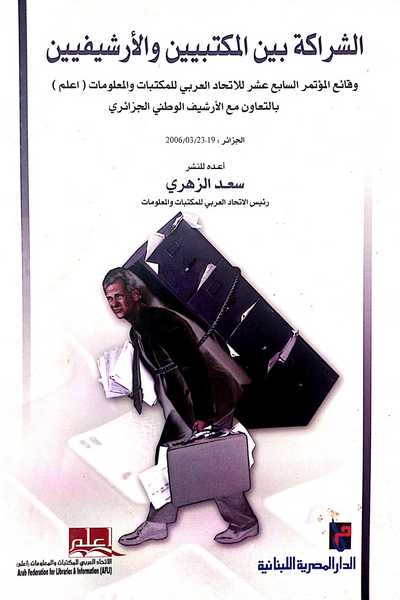 الشراكة بين المكتبيين والأرشيفيين
وقائع المؤتمر السابع عشر للاتحاد العربي للمكتبات والمعلومات ( اعلم )
بالتعاون مع الأرشيف الوطني الجزائري
الجزائر : 19-2006/03/23
أعده للنشر
سعد الزهري
رئيس الاتحاد العربي للمكتبات والمعلومات
اعلم
الاتحاد العربي للمكتبات والمعلومات (اعلم)
Arab Federation for Libraries & Information (AFLI)
الدار المصرية اللبنانية